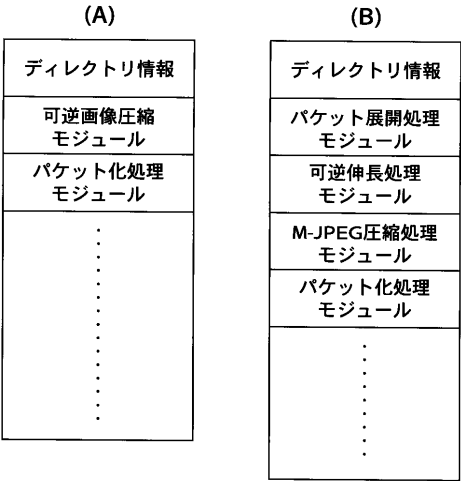 (A)
ディレクトリ情報
可逆画像圧縮
モジュール
パケット化処理
モジュール
(B)
ディレクトリ情報
パケット展開処理
モジュール
可逆伸長処理
モジュール
M-JPEG圧縮処理
モジュール
パケット化処理
モジュール